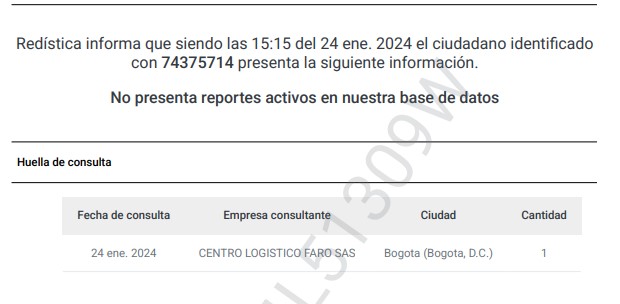 Redística informa que siendo las 15:15 del 24 ene. 2024 el ciudadano identificado
con 74375714 presenta la siguiente información.
No presenta reportes activos en nuestra base de datos
Huella de consulta
Fecha de consulta Empresa consultante Ciudad Cantidad
24 ene. 2024 CENTRO LOGISTICO FARO SAS Bogota (Bogota, D.C.) 1